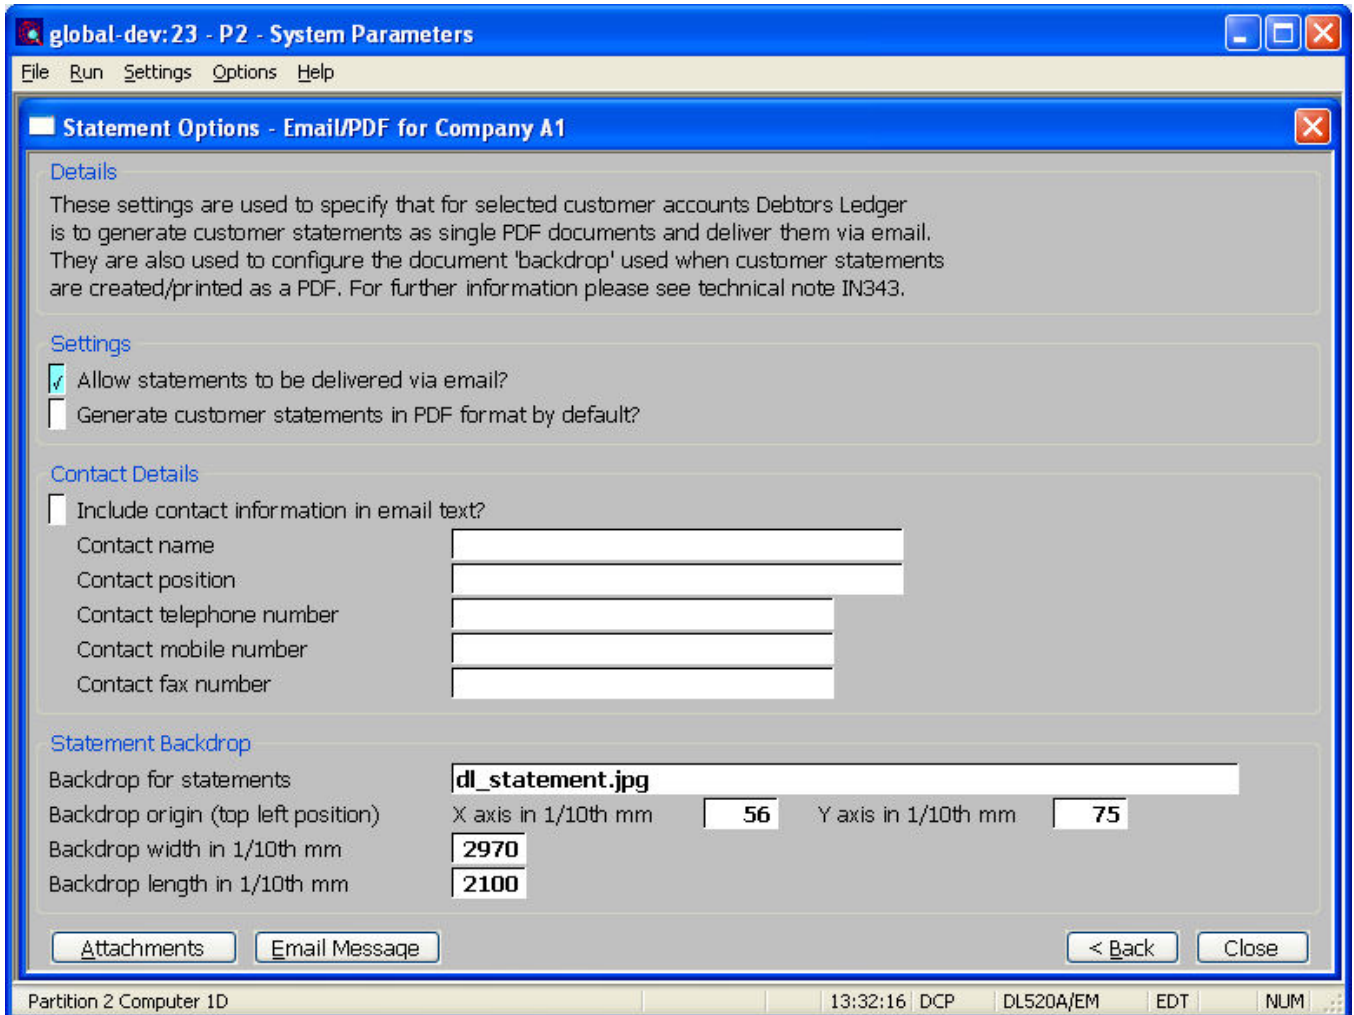 global-dev:23 - P2 - System Parameters
File Run Settings Options Help
Statement Options - Email/PDF for Company A1
Details
These settings are used to specify that for selected customer accounts Debtors Ledger
is to generate customer statements as single PDF documents and deliver them via email.
They are also used to configure the document 'backdrop' used when customer statements
are created/printed as a PDF. For further information please see technical note IN343.
Settings
Allow statements to be delivered via email?
Generate customer statements in PDF format by default?
Contact Details
Include contact information in email text?
Contact name
Contact position
Contact telephone number
Contact mobile number
Contact fax number
Statement Backdrop
Backdrop for statements dl_statement.jpg
Backdrop origin (top left position) X axis in 1/10th mm 56 Y axis in 1/10th mm 75
Backdrop width in 1/10th mm 2970
Backdrop length in 1/10th mm 2100
Attachments Email Message < Back Close
Partition 2 Computer 1D 13:32:16 DCP DL520A/EM EDT NUM